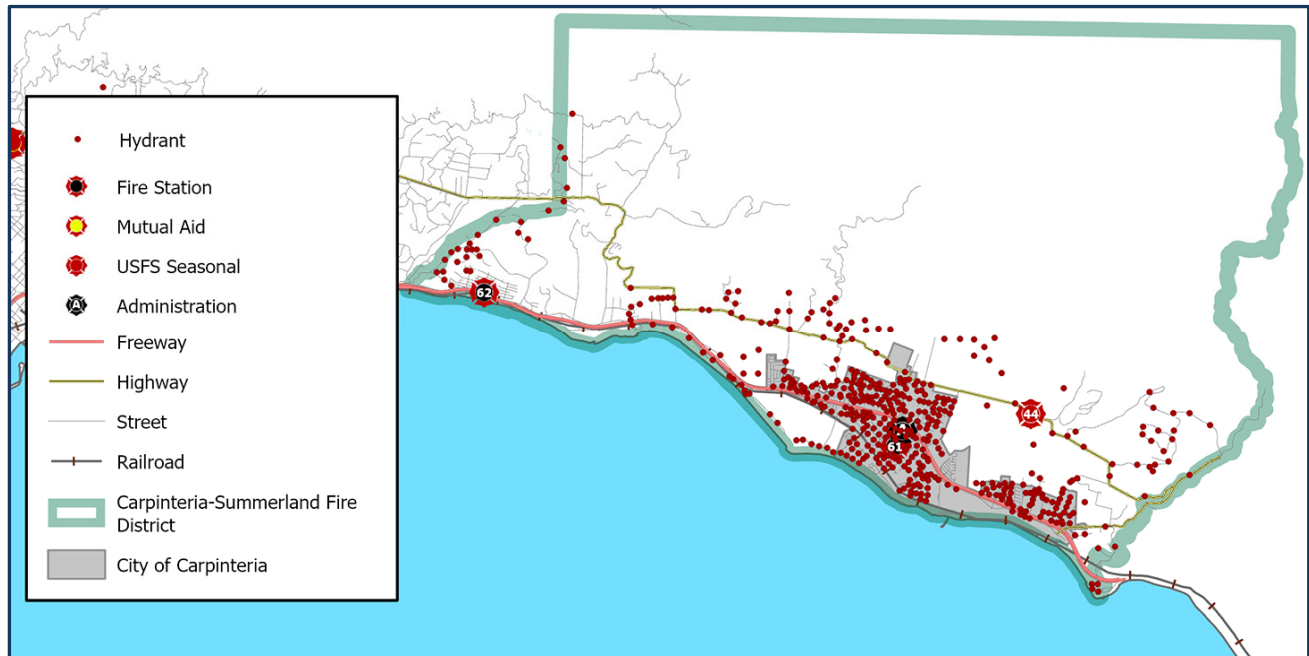 Hydrant
Fire Station
Mutual Aid
USFS Seasonal
A
Administration
Freeway
Highway
Street
Railroad
Carpinteria-Summerland Fire
District
City of Carpinteria
62
44
61